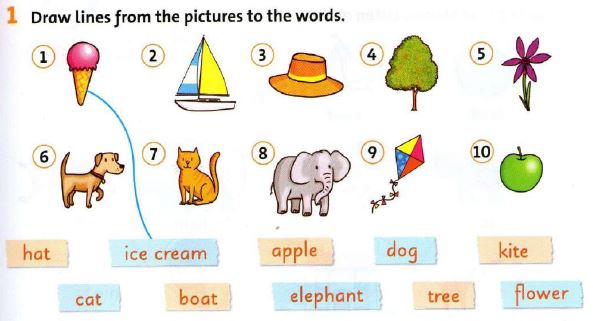 1 Draw lines from the pictures to the words.
1 2 3 4 5
6 7 8 9 10
hat ice cream apple dog kite
cat boat elephant tree flower